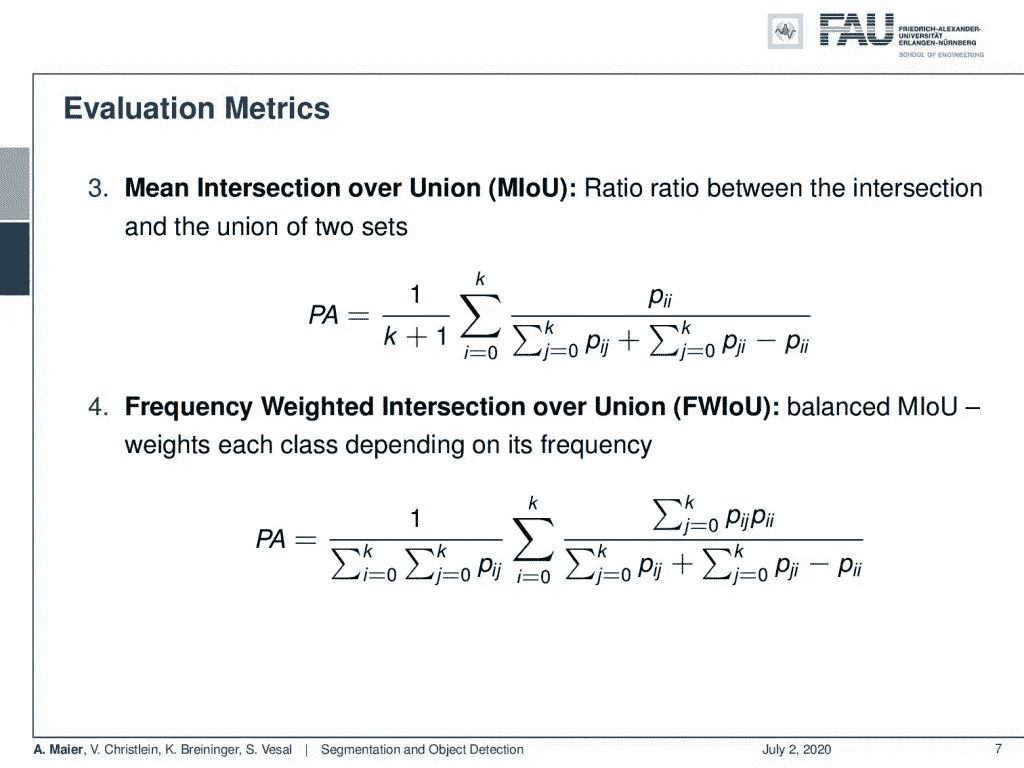 FAU
FRIEDRICH-ALEXANDER-
UNIVERSITÄT
ERLANGEN-NÜRNBERG
SCHOOL OF ENGINEERING
Evaluation Metrics
3. Mean Intersection over Union (MIoU): Ratio ratio between the intersection
and the union of two sets
PA = \frac{1}{k + 1} \sum_{i=0}^{k} \frac{p_{ii}}{\sum_{j=0}^{k} p_{ij} + \sum_{j=0}^{k} p_{ji} − p_{ii}}
4. Frequency Weighted Intersection over Union (FWIoU): balanced MIoU –
weights each class depending on its frequency
PA = \frac{1}{\sum_{i=0}^{k} \sum_{j=0}^{k} p_{ij}} \sum_{i=0}^{k} \frac{\sum_{j=0}^{k} p_{ij} p_{ii}}{\sum_{j=0}^{k} p_{ij} + \sum_{j=0}^{k} p_{ji} − p_{ii}}
A. Maier, V. Christlein, K. Breininger, S. Vesal | Segmentation and Object Detection July 2, 2020 7